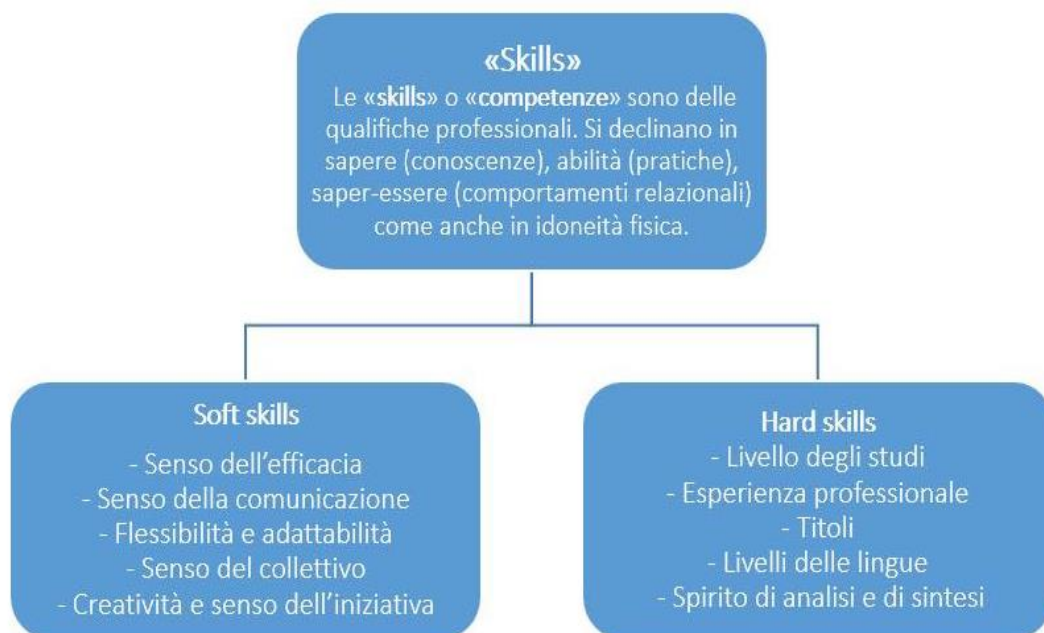 «Skills»
Le «skills» o «competenze» sono delle
qualifiche professionali. Si declinano in
sapere (conoscenze), abilità (pratiche),
saper-essere (comportamenti relazionali)
come anche in idoneità fisica.
Soft skills
- Senso dell'efficacia
- Senso della comunicazione
- Flessibilità e adattabilità
- Senso del collettivo
- Creatività e senso dell'iniziativa
Hard skills
- Livello degli studi
- Esperienza professionale
- Titoli
- Livelli delle lingue
- Spirito di analisi e di sintesi